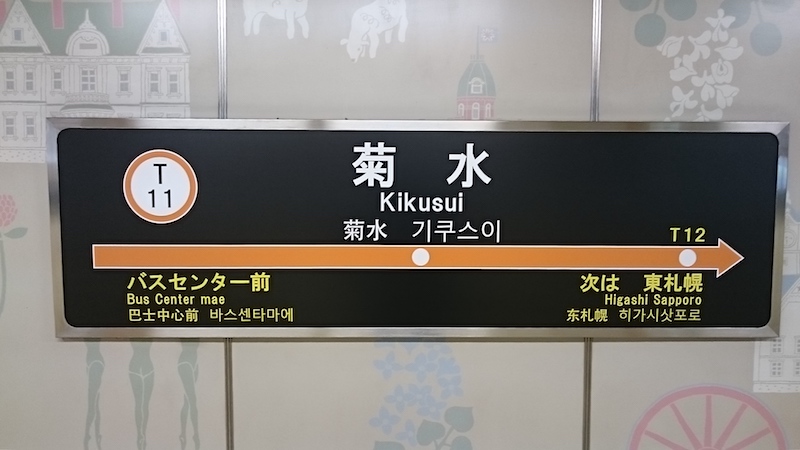 T
11
菊 水
Kikusui
菊水 기쿠스이
T12
バスセンター前
Bus Center mae
巴士中心前 바스센타마에
次は 東札幌
Higashi Sapporo
东札幌 히가시삿포로